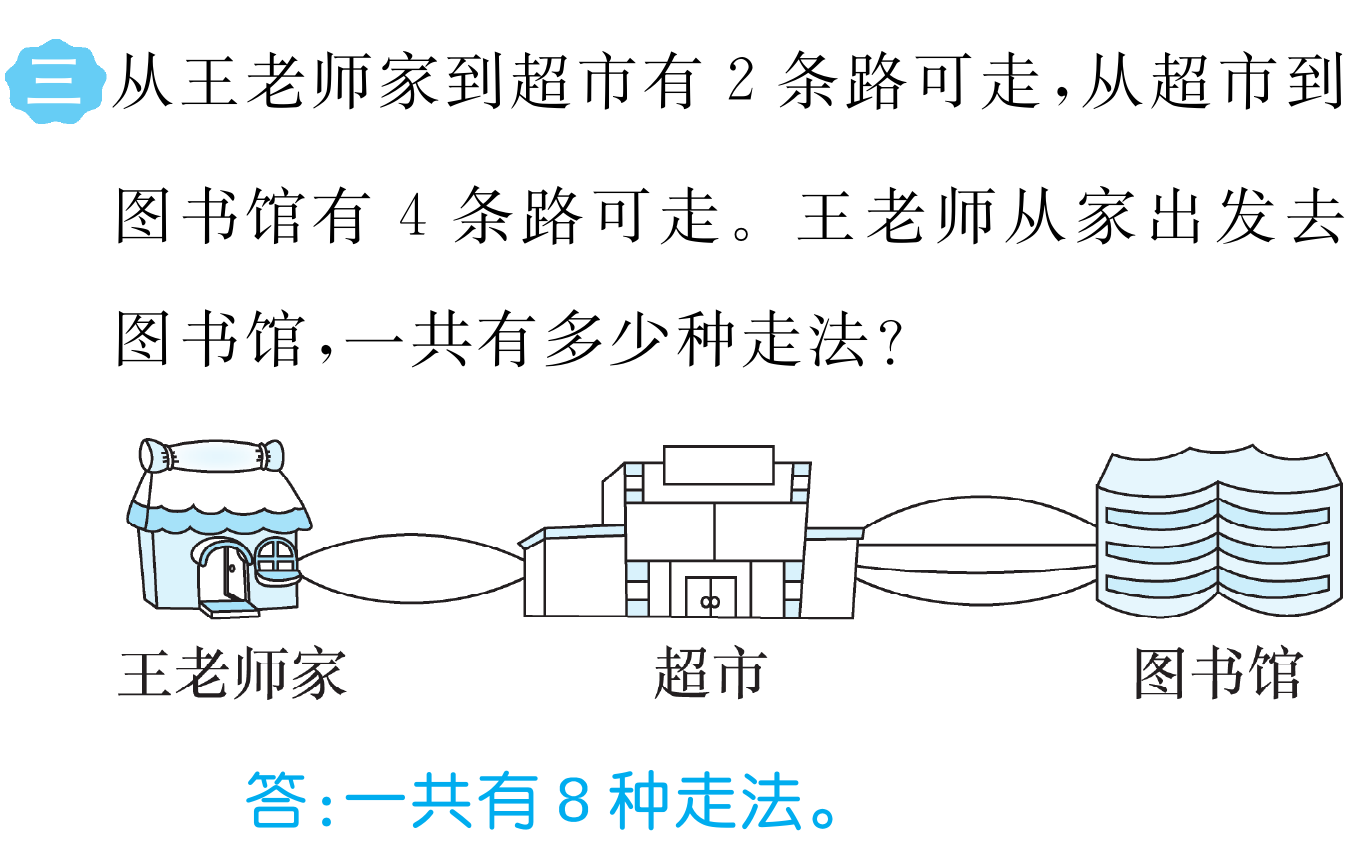 三 从王老师家到超市有 2 条路可走,从超市到
图书馆有 4 条路可走。王老师从家出发去
图书馆,一共有多少种走法?
王老师家 超市 图书馆
答:一共有 8 种走法。